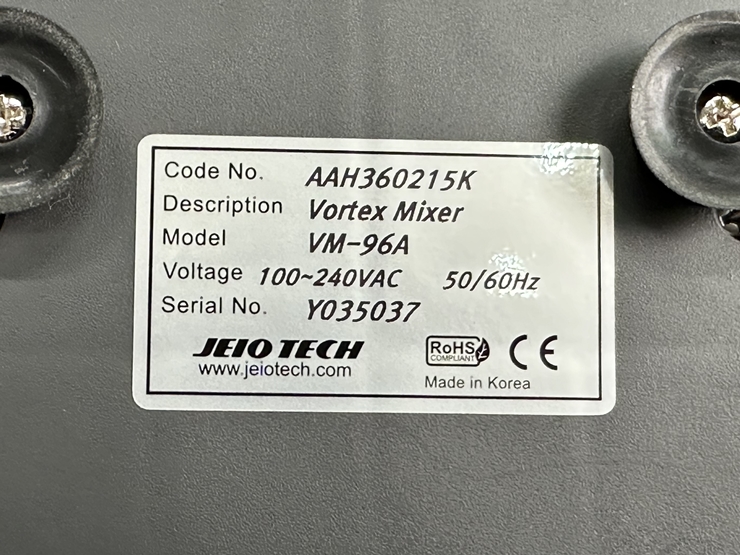 Code No. AAH360215K
Description Vortex Mixer
Model VM-96A
Voltage 100~240VAC 50/60Hz
Serial No. Y035037
JEIO TECH
www.jeiotech.com
RoHS
COMPLIANT
CE
Made in Korea